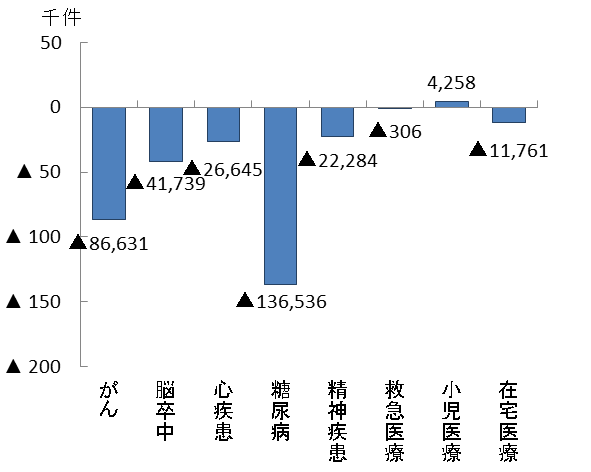 千件
50
0
▲ 50
▲ 100
▲ 150
▲ 200
▲ 86,631
▲ 41,739
▲ 26,645
▲ 136,536
▲ 22,284
▲ 306
4,258
▲ 11,761
がん
脳卒中
心疾患
糖尿病
精神疾患
救急医療
小児医療
在宅医療